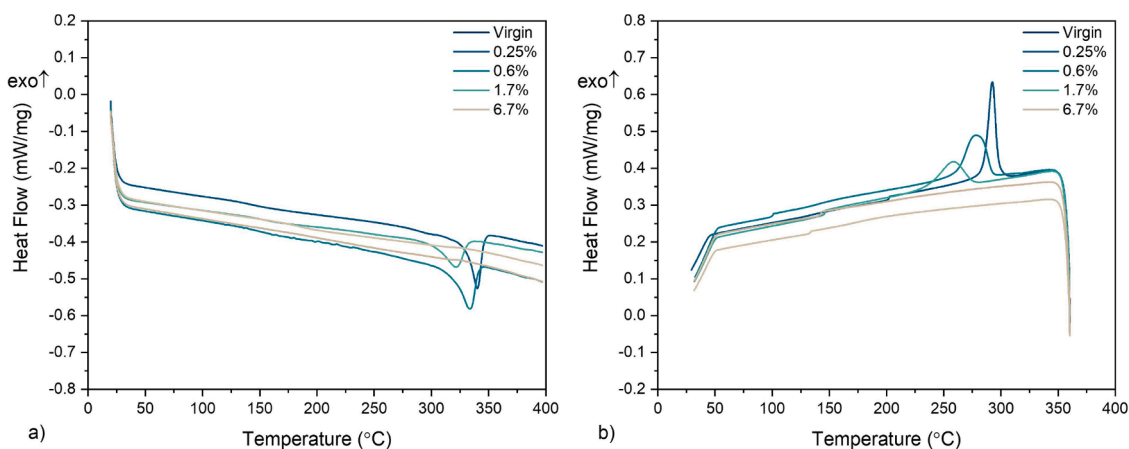 0.2
0.1
0.0
-0.1
-0.2
-0.3
-0.4
-0.5
-0.6
-0.7
-0.8
exo↑
Heat Flow (mW/mg)
Virgin
0.25%
0.6%
1.7%
6.7%
0 50 100 150 200 250 300 350 400
Temperature (°C)
a)
0.8
0.7
0.6
0.5
0.4
0.3
0.2
0.1
0.0
0.1
0.2
exo↑
Heat Flow (mW/mg)
Virgin
0.25%
0.6%
1.7%
6.7%
0 50 100 150 200 250 300 350 400
Temperature (°C)
b)